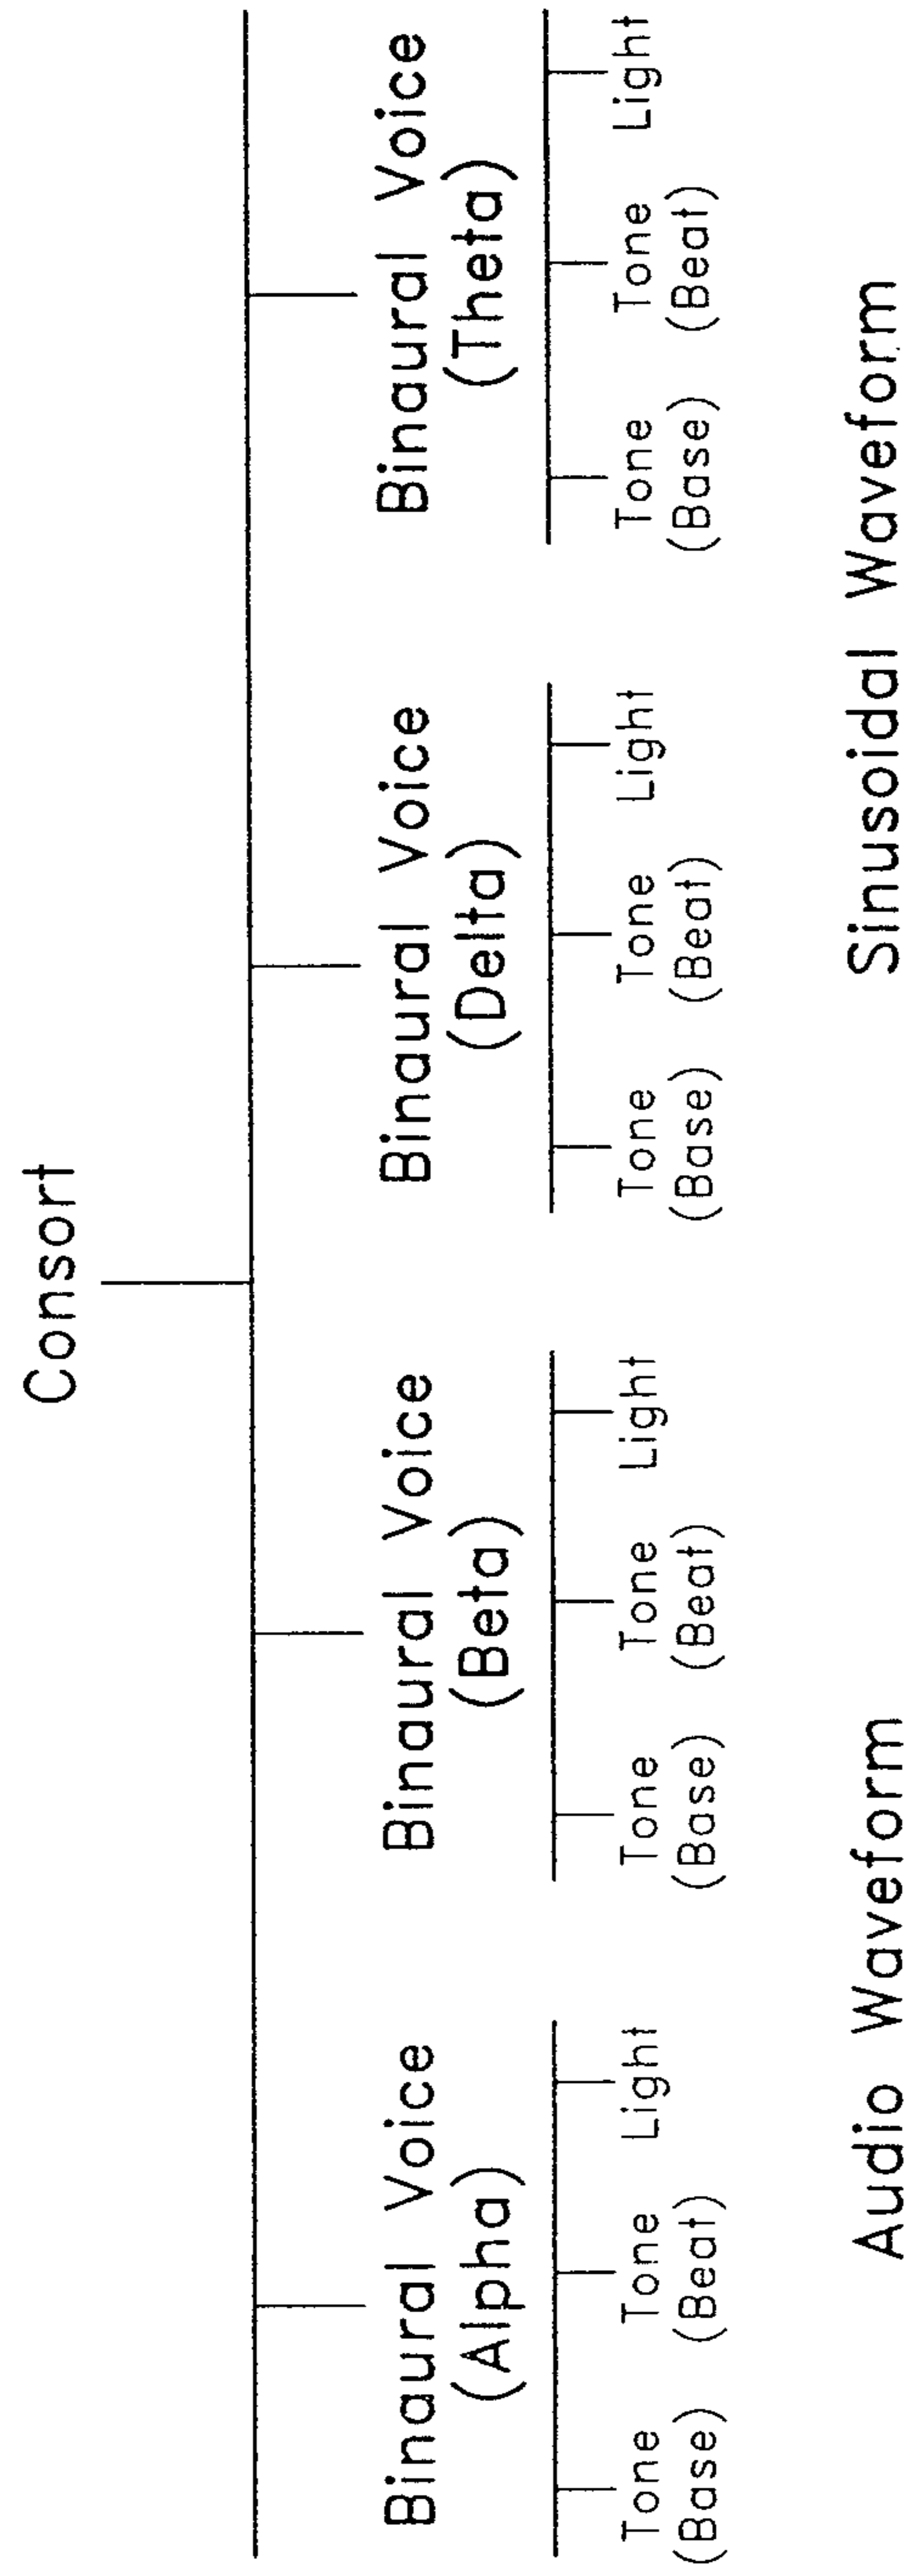 Consort
Binaural Voice
(Alpha)
Binaural Voice
(Beta)
Binaural Voice
(Delta)
Binaural Voice
(Theta)
Tone
(Base)
Tone
(Beat)
Light
Tone
(Base)
Tone
(Beat)
Light
Tone
(Base)
Tone
(Beat)
Light
Tone
(Base)
Tone
(Beat)
Light
Audio Waveform
Sinusoidal Waveform